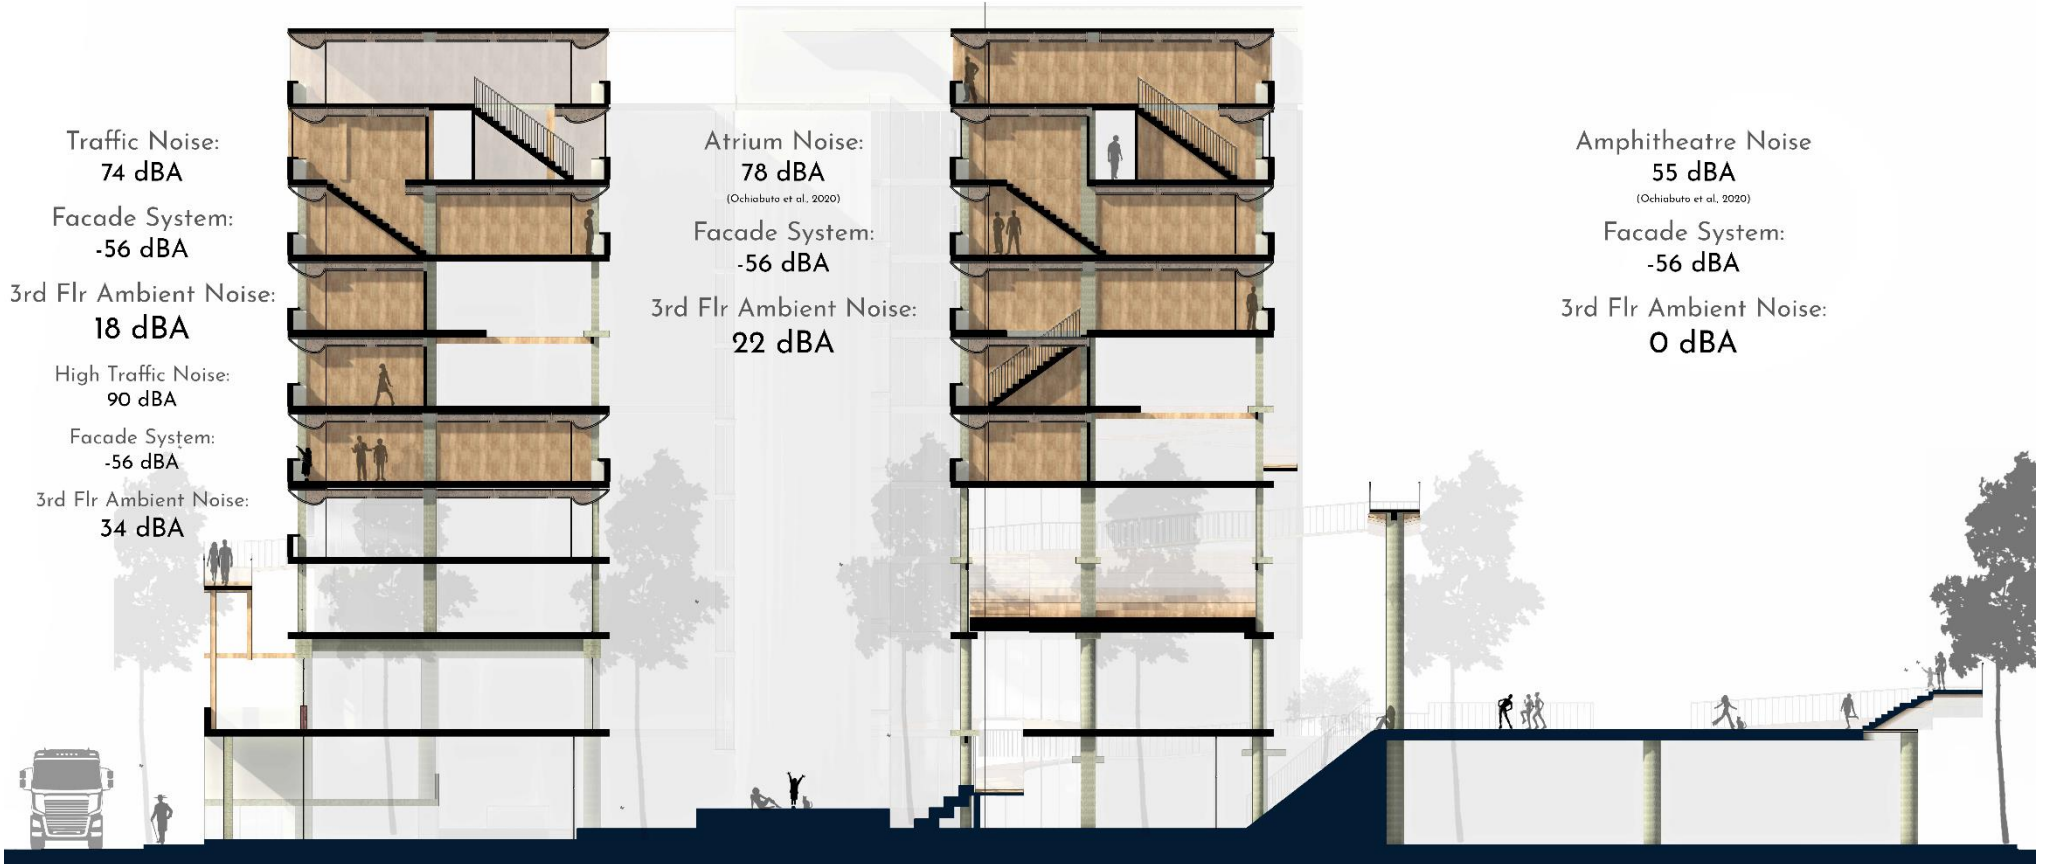 Traffic Noise:
74 dBA
Facade System:
-56 dBA
3rd Flr Ambient Noise:
18 dBA
High Traffic Noise:
90 dBA
Facade System:
-56 dBA
3rd Flr Ambient Noise:
34 dBA
Atrium Noise:
78 dBA
(Ochiabuto et al., 2020)
Facade System:
-56 dBA
3rd Flr Ambient Noise:
22 dBA
Amphitheatre Noise
55 dBA
(Ochiabuto et al., 2020)
Facade System:
-56 dBA
3rd Flr Ambient Noise:
0 dBA